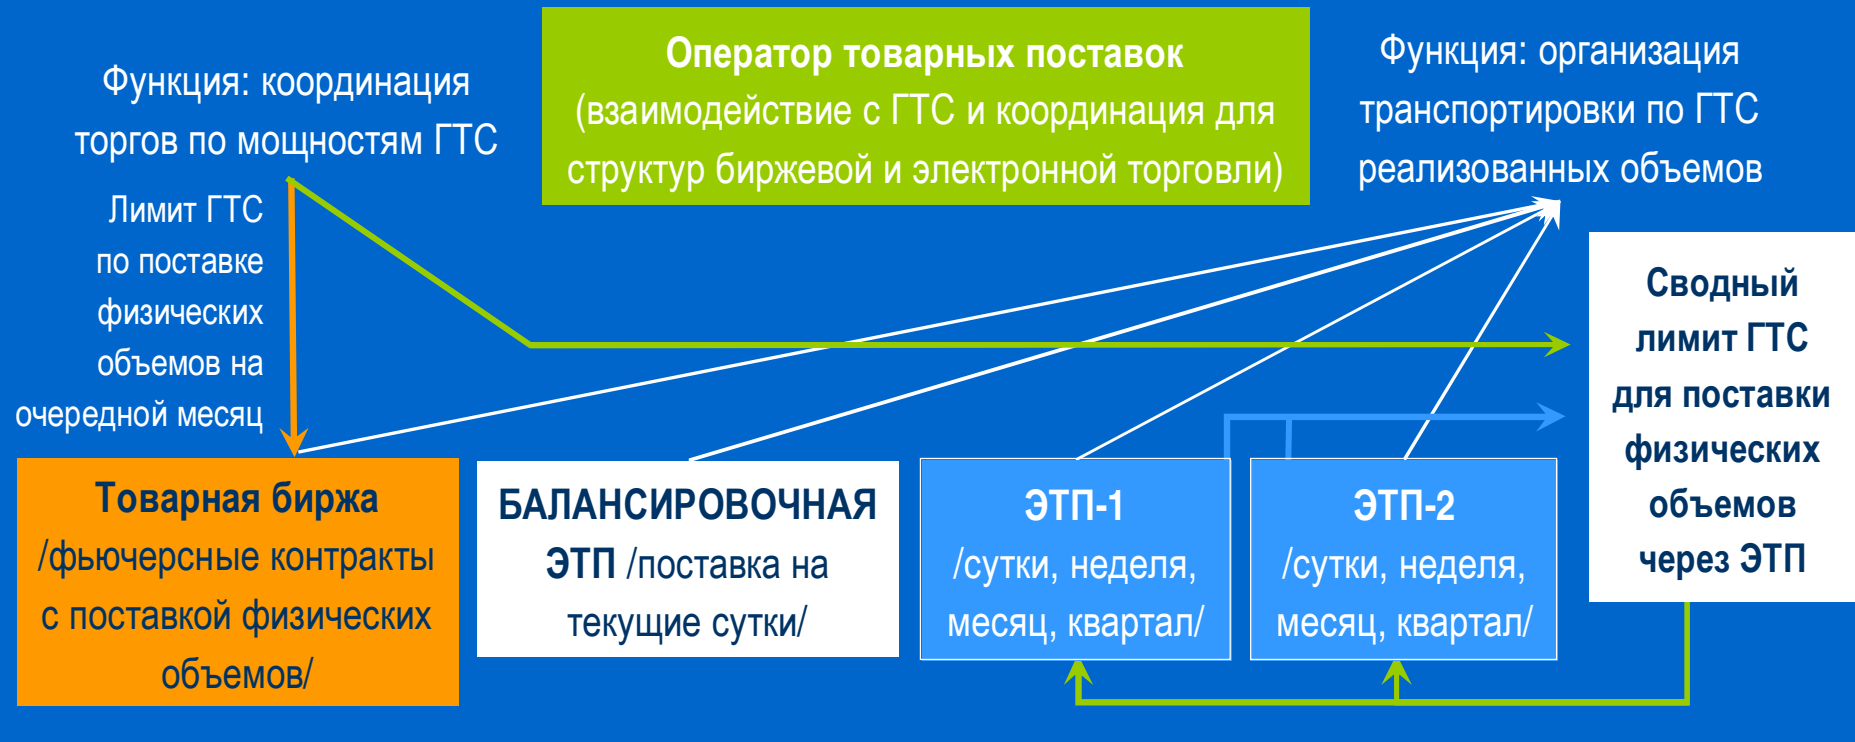 Функция: координация
торгов по мощностям ГТС
Оператор товарных поставок
(взаимодействие с ГТС и координация для
структур биржевой и электронной торговли)
Функция: организация
транспортировки по ГТС
реализованных объемов
Лимит ГТС
по поставке
физических
объемов на
очередной месяц
Сводный
лимит ГТС
для поставки
физических
объемов
через ЭТП
Товарная биржа
/фьючерсные контракты
с поставкой физических
объемов/
БАЛАНСИРОВОЧНАЯ
ЭТП /поставка на
текущие сутки/
ЭТП-1
/сутки, неделя,
месяц, квартал/
ЭТП-2
/сутки, неделя,
месяц, квартал/